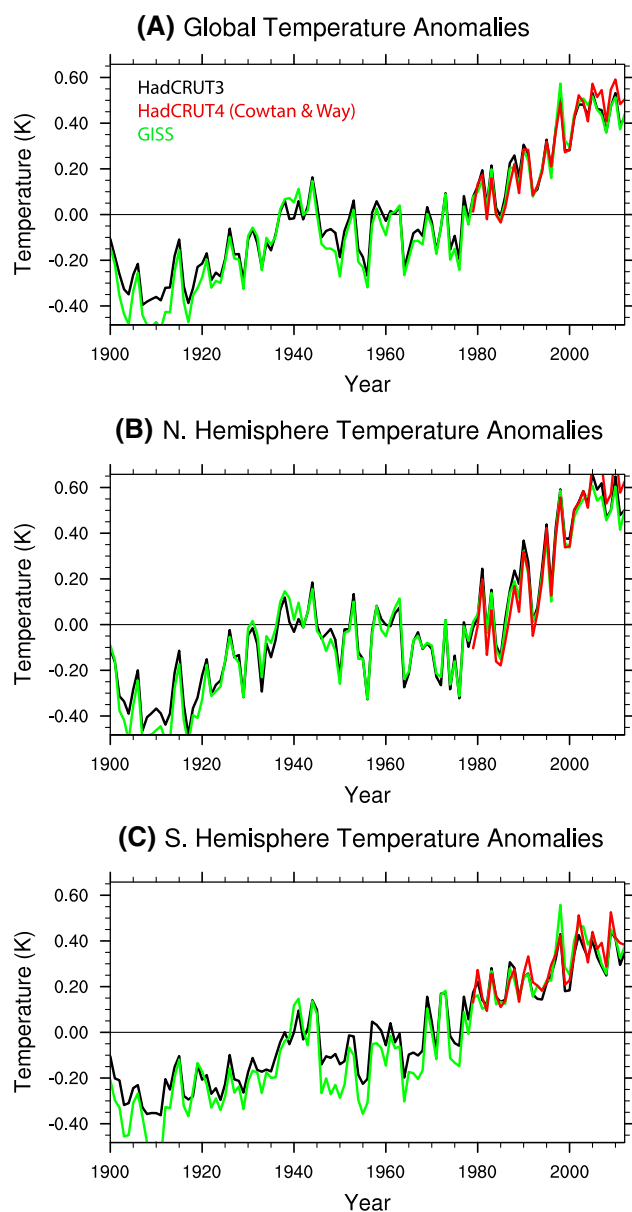 (A) Global Temperature Anomalies
0.60
0.40
0.20
0.00
-0.20
-0.40
Temperature (K)
HadCRUT3
HadCRUT4 (Cowtan & Way)
GISS
1900 1920 1940 1960 1980 2000
Year
(B) N. Hemisphere Temperature Anomalies
0.60
0.40
0.20
0.00
-0.20
-0.40
Temperature (K)
1900 1920 1940 1960 1980 2000
Year
(C) S. Hemisphere Temperature Anomalies
0.60
0.40
0.20
0.00
-0.20
-0.40
Temperature (K)
1900 1920 1940 1960 1980 2000
Year